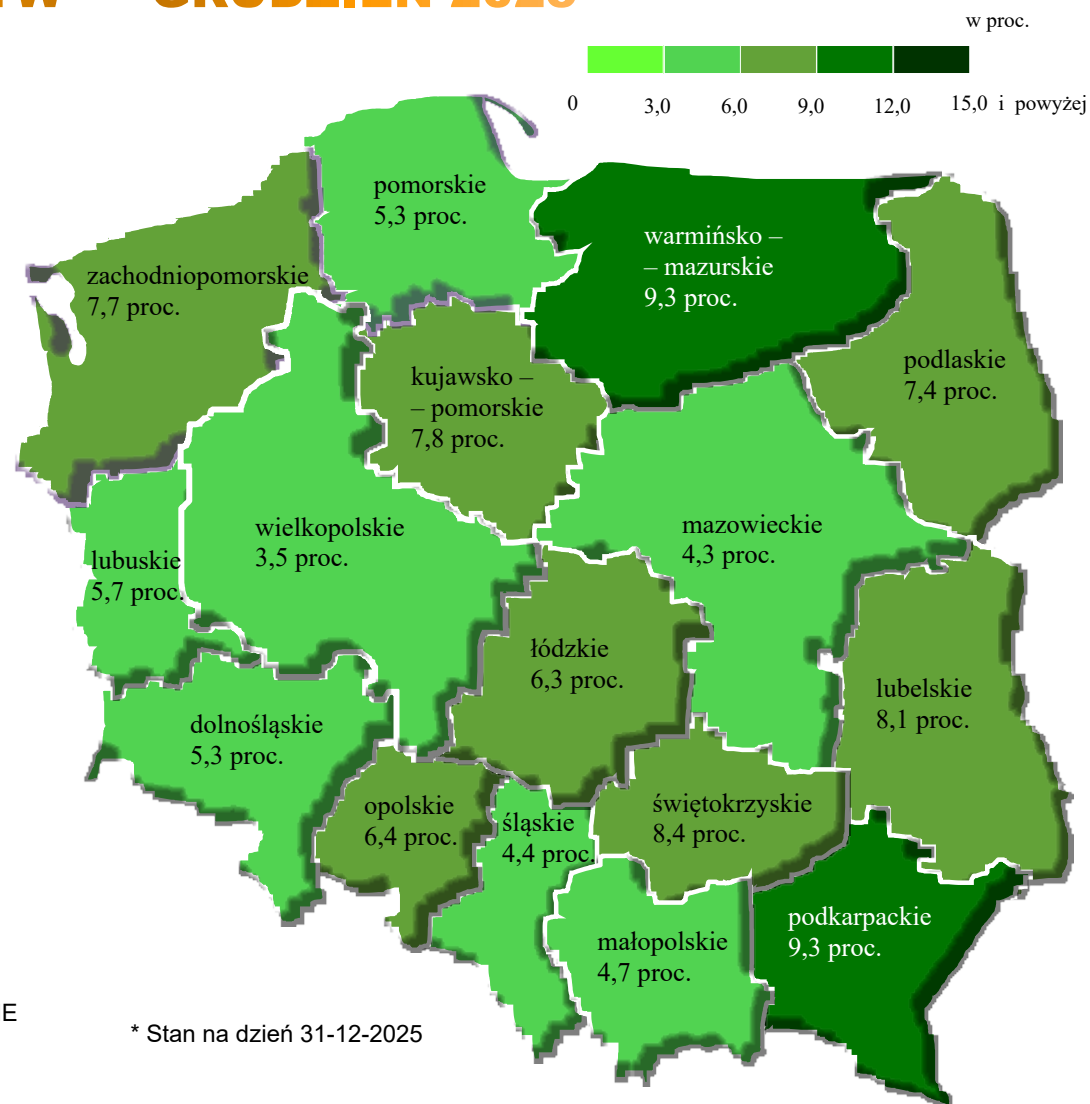 GRUDZIEŃ 2025
w proc.
0 3,0 6,0 9,0 12,0 15,0 i powyżej
pomorskie
5,3 proc.
warmińsko –
– mazurskie
9,3 proc.
zachodniopomorskie
7,7 proc.
podlaskie
7,4 proc.
kujawsko –
– pomorskie
7,8 proc.
wielkopolskie
3,5 proc.
mazowieckie
4,3 proc.
lubuskie
5,7 proc.
łódzkie
6,3 proc.
lubelskie
8,1 proc.
dolnośląskie
5,3 proc.
opolskie
6,4 proc.
śląskie
4,4 proc.
świętokrzyskie
8,4 proc.
małopolskie
4,7 proc.
podkarpackie
9,3 proc.
E
* Stan na dzień 31-12-2025